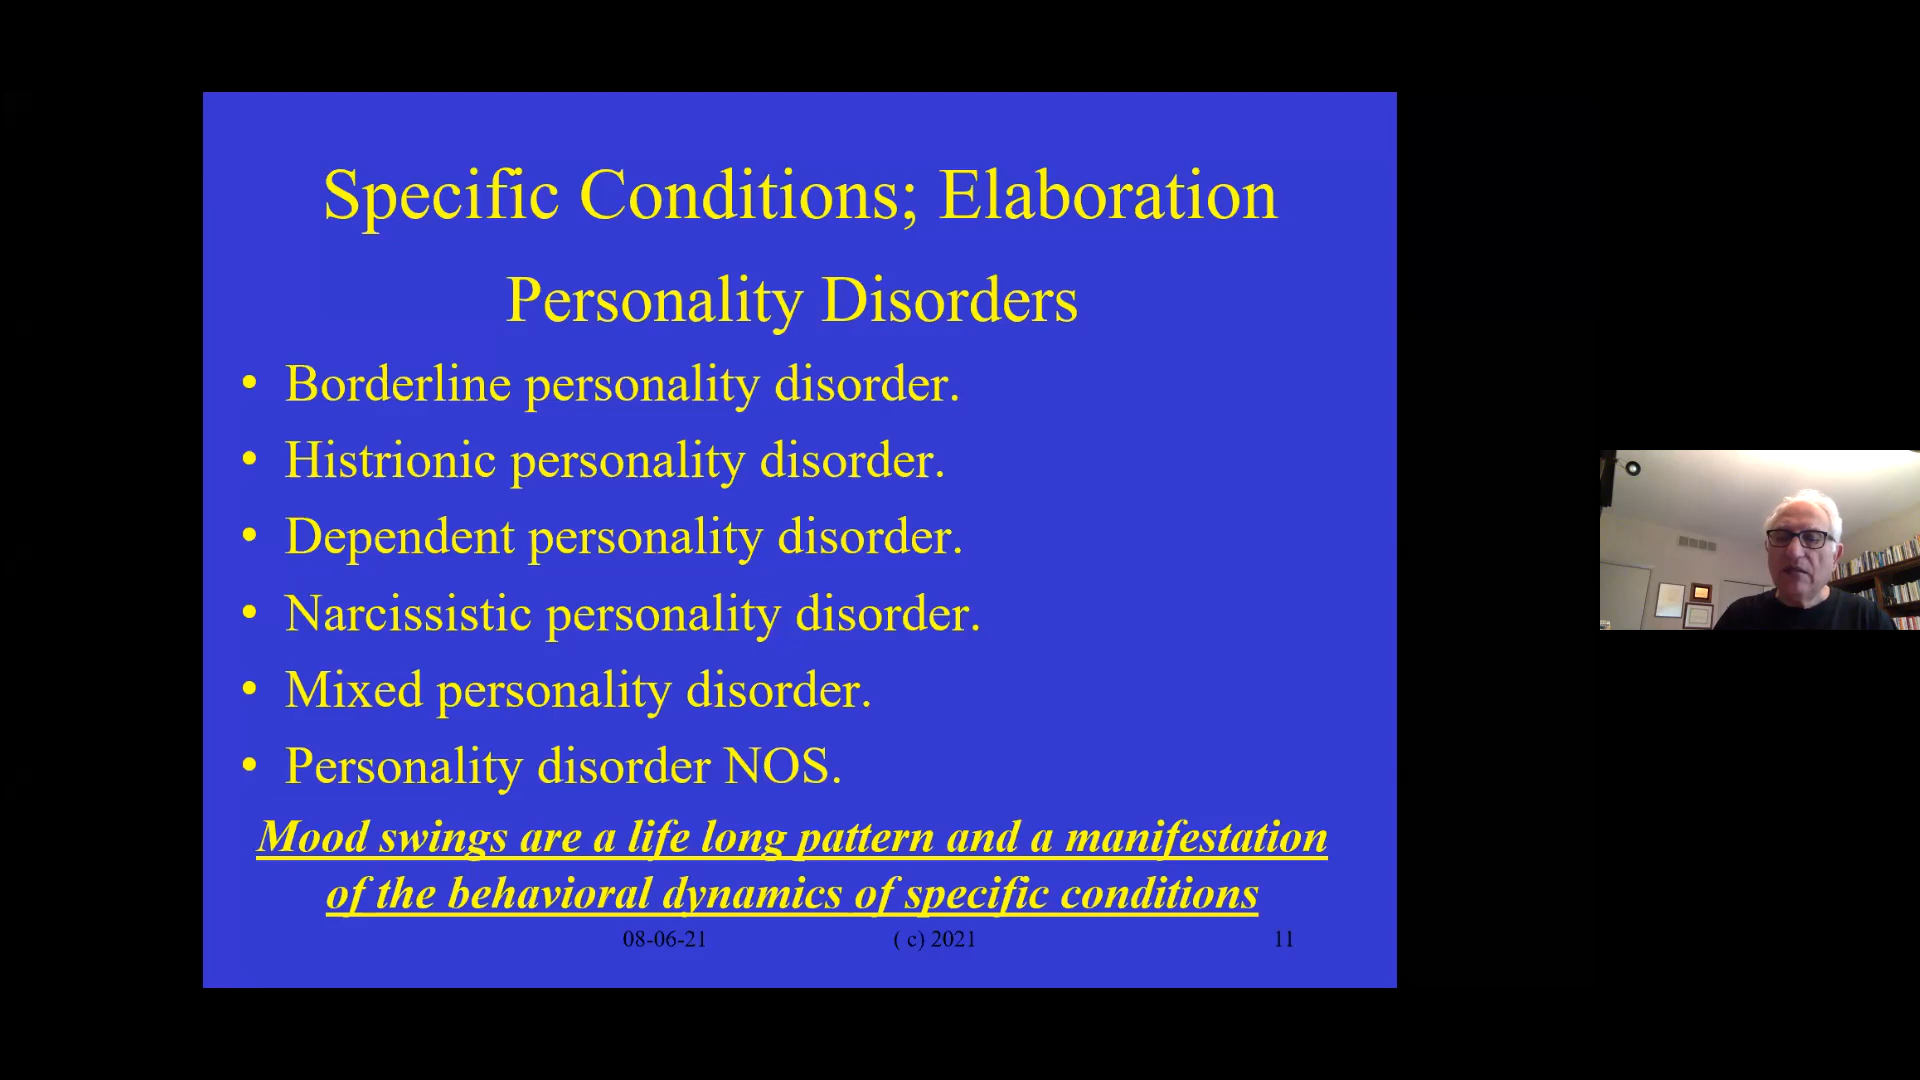 Specific Conditions; Elaboration
Personality Disorders
• Borderline personality disorder.
• Histrionic personality disorder.
• Dependent personality disorder.
• Narcissistic personality disorder.
• Mixed personality disorder.
• Personality disorder NOS.
Mood swings are a life long pattern and a manifestation
of the behavioral dynamics of specific conditions
08-06-21 ( c) 2021 11